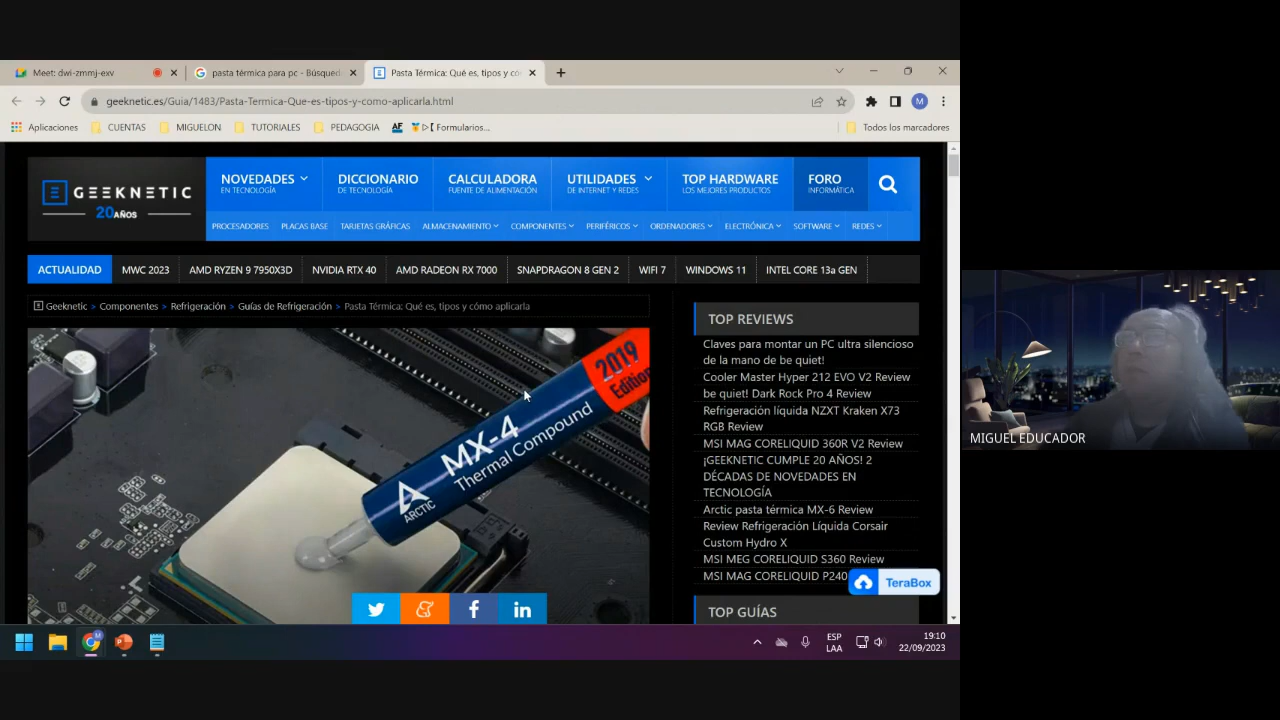 Meet: dwi-zmmj-exv
pasta térmica para pc - Búsqued
Pasta Térmica: Qué es, tipos y có
geeknetic.es/Guia/1483/Pasta-Termica-Que-es-tipos-y-como-aplicarla.html
M
Aplicaciones
CUENTAS
MIGUELON
TUTORIALES
PEDAGOGIA
AF
Formularios...
Todos los marcadores
GEEKNETIC
20 AÑOS
NOVEDADES
EN TECNOLOGÍA
DICCIONARIO
DE TECNOLOGÍA
CALCULADORA
FUENTE DE ALIMENTACIÓN
UTILIDADES
DE INTERNET Y REDES
TOP HARDWARE
LOS MEJORES PRODUCTOS
FORO
INFORMÁTICA
PROCESADORES
PLACAS BASE
TARJETAS GRÁFICAS
ALMACENAMIENTO
COMPONENTES
PERIFÉRICOS
ORDENADORES
ELECTRÓNICA
SOFTWARE
REDES
ACTUALIDAD
MWC 2023
AMD RYZEN 9 7950X3D
NVIDIA RTX 40
AMD RADEON RX 7000
SNAPDRAGON 8 GEN 2
WIFI 7
WINDOWS 11
INTEL CORE 13a GEN
Geeknetic > Componentes > Refrigeración > Guías de Refrigeración > Pasta Térmica: Qué es, tipos y cómo aplicarla
2019
Edition
MX-4
Thermal Compound
ARCTIC
TOP REVIEWS
Claves para montar un PC ultra silencioso
de la mano de be quiet!
Cooler Master Hyper 212 EVO V2 Review
be quiet! Dark Rock Pro 4 Review
Refrigeración líquida NZXT Kraken X73
RGB Review
MSI MAG CORELIQUID 360R V2 Review
¡GEEKNETIC CUMPLE 20 AÑOS! 2
DÉCADAS DE NOVEDADES EN
TECNOLOGÍA
Arctic pasta térmica MX-6 Review
Review Refrigeración Líquida Corsair
Custom Hydro X
MSI MEG CORELIQUID S360 Review
MSI MAG CORELIQUID P240
TeraBox
TOP GUÍAS
ESP
LAA
19:10
22/09/2023
MIGUEL EDUCADOR